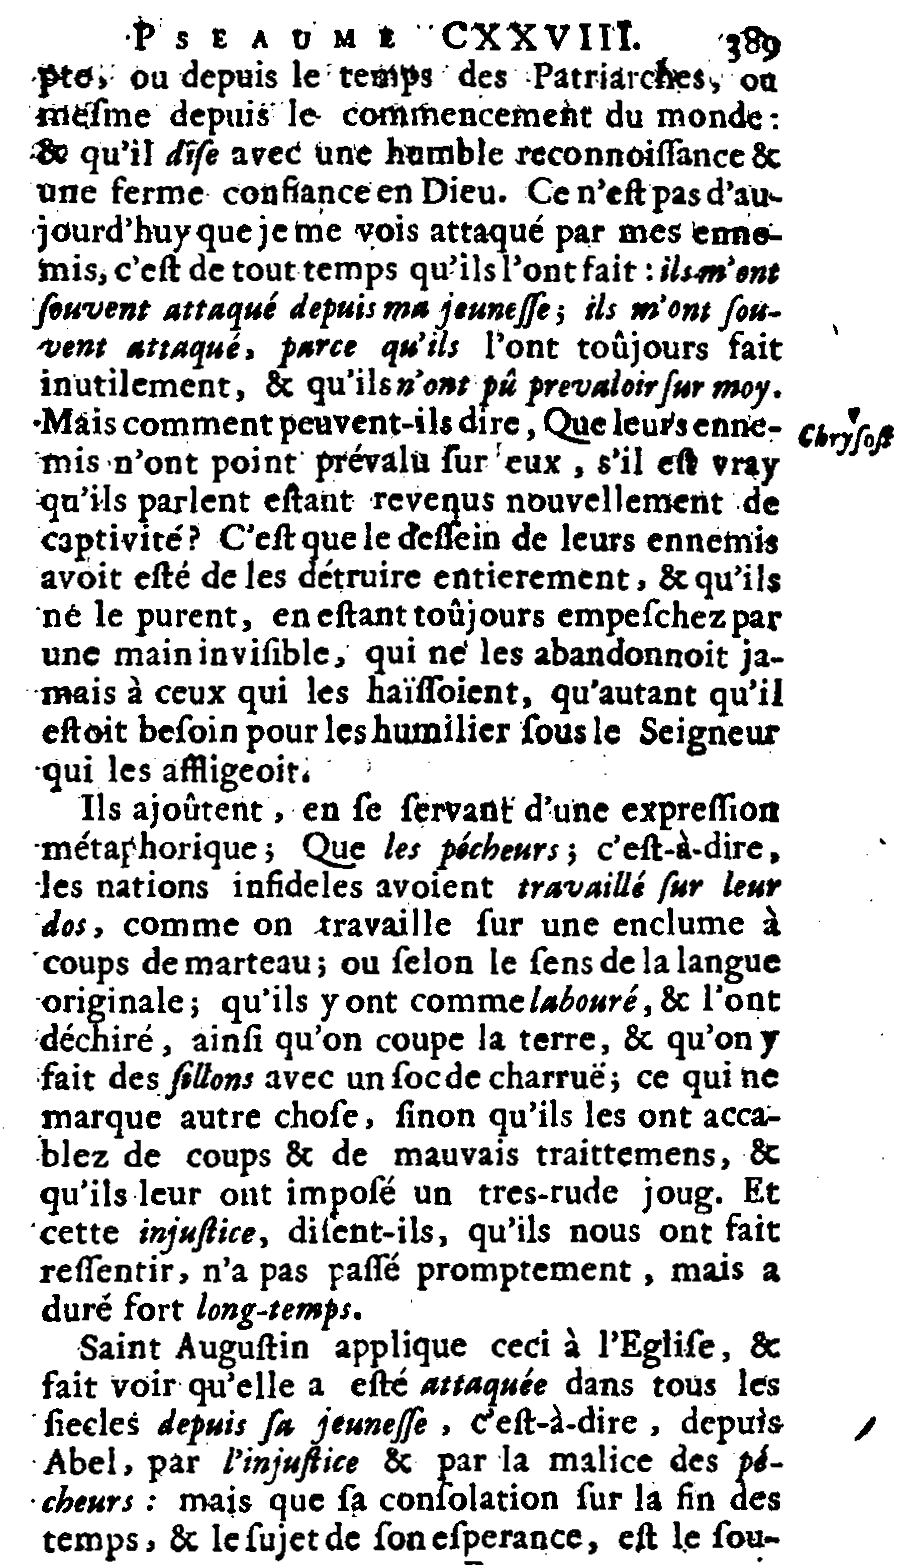 PSEAUME CXXVIII. 389
pte, ou depuis le temps des Patriarches, ou
meſme depuis le commencement du monde :
& qu'il diſe avec une humble reconnoiſſance &
une ferme confiance en Dieu. Ce n'eſt pas d'au-
jourd'huy que je me vois attaqué par mes enne-
mis, c'eſt de tout temps qu'ils l'ont fait : ils m'ont
ſouvent attaqué depuis ma jeuneſſe ; ils m'ont ſou-
vent attaqué, parce qu'ils l'ont toûjours fait
inutilement, & qu'ils n'ont pû prevaloir ſur moy.
Mais comment peuvent-ils dire, Que leurs enne-
Chryſoſt
mis n'ont point prévalu ſur eux, s'il eſt vray
qu'ils parlent eſtant revenus nouvellement de
captivité ? C'eſt que le deſſein de leurs ennemis
avoit eſté de les détruire entierement, & qu'ils
ne le purent, en eſtant toûjours empeſchez par
une main inviſible, qui ne les abandonnoit ja-
mais à ceux qui les haïſſoient, qu'autant qu'il
eſtoit beſoin pour les humilier ſous le Seigneur
qui les affligeoit.
Ils ajoûtent, en ſe ſervant d'une expreſſion
métaphorique ; Que les pécheurs ; c'eſt-à-dire,
les nations infideles avoient travaillé ſur leur
dos, comme on travaille ſur une enclume à
coups de marteau ; ou ſelon le ſens de la langue
originale ; qu'ils y ont comme labouré, & l'ont
déchiré, ainſi qu'on coupe la terre, & qu'on y
fait des ſillons avec un ſoc de charruë ; ce qui ne
marque autre choſe, ſinon qu'ils les ont acca-
blez de coups & de mauvais traittemens, &
qu'ils leur ont impoſé un tres-rude joug. Et
cette injuſtice, diſent-ils, qu'ils nous ont fait
reſſentir, n'a pas paſſé promptement, mais a
duré fort long-temps.
Saint Auguſtin applique ceci à l'Egliſe, &
fait voir qu'elle a eſté attaquée dans tous les
ſiecles depuis ſa jeuneſſe, c'eſt-à-dire, depuis
Abel, par l'injuſtice & par la malice des pé-
cheurs : mais que ſa conſolation ſur la fin des
temps, & le ſujet de ſon eſperance, eſt le ſou-